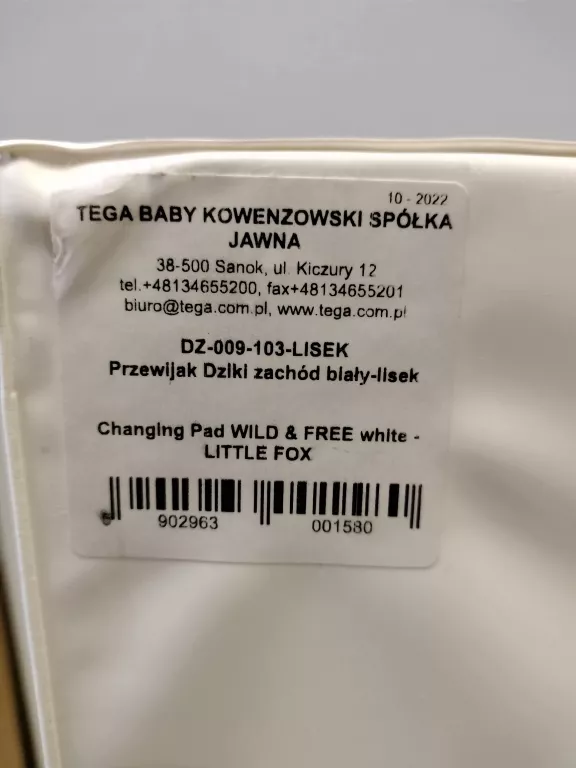 10 - 2022
TEGA BABY KOWENZOWSKI SPÓŁKA
JAWNA
38-500 Sanok, ul. Kiczury 12
tel.+48134655200, fax+48134655201
biuro@tega.com.pl, www.tega.com.pl
DZ-009-103-LISEK
Przewijak Dziki zachód biały-lisek
Changing Pad WILD & FREE white -
LITTLE FOX
902963 001580